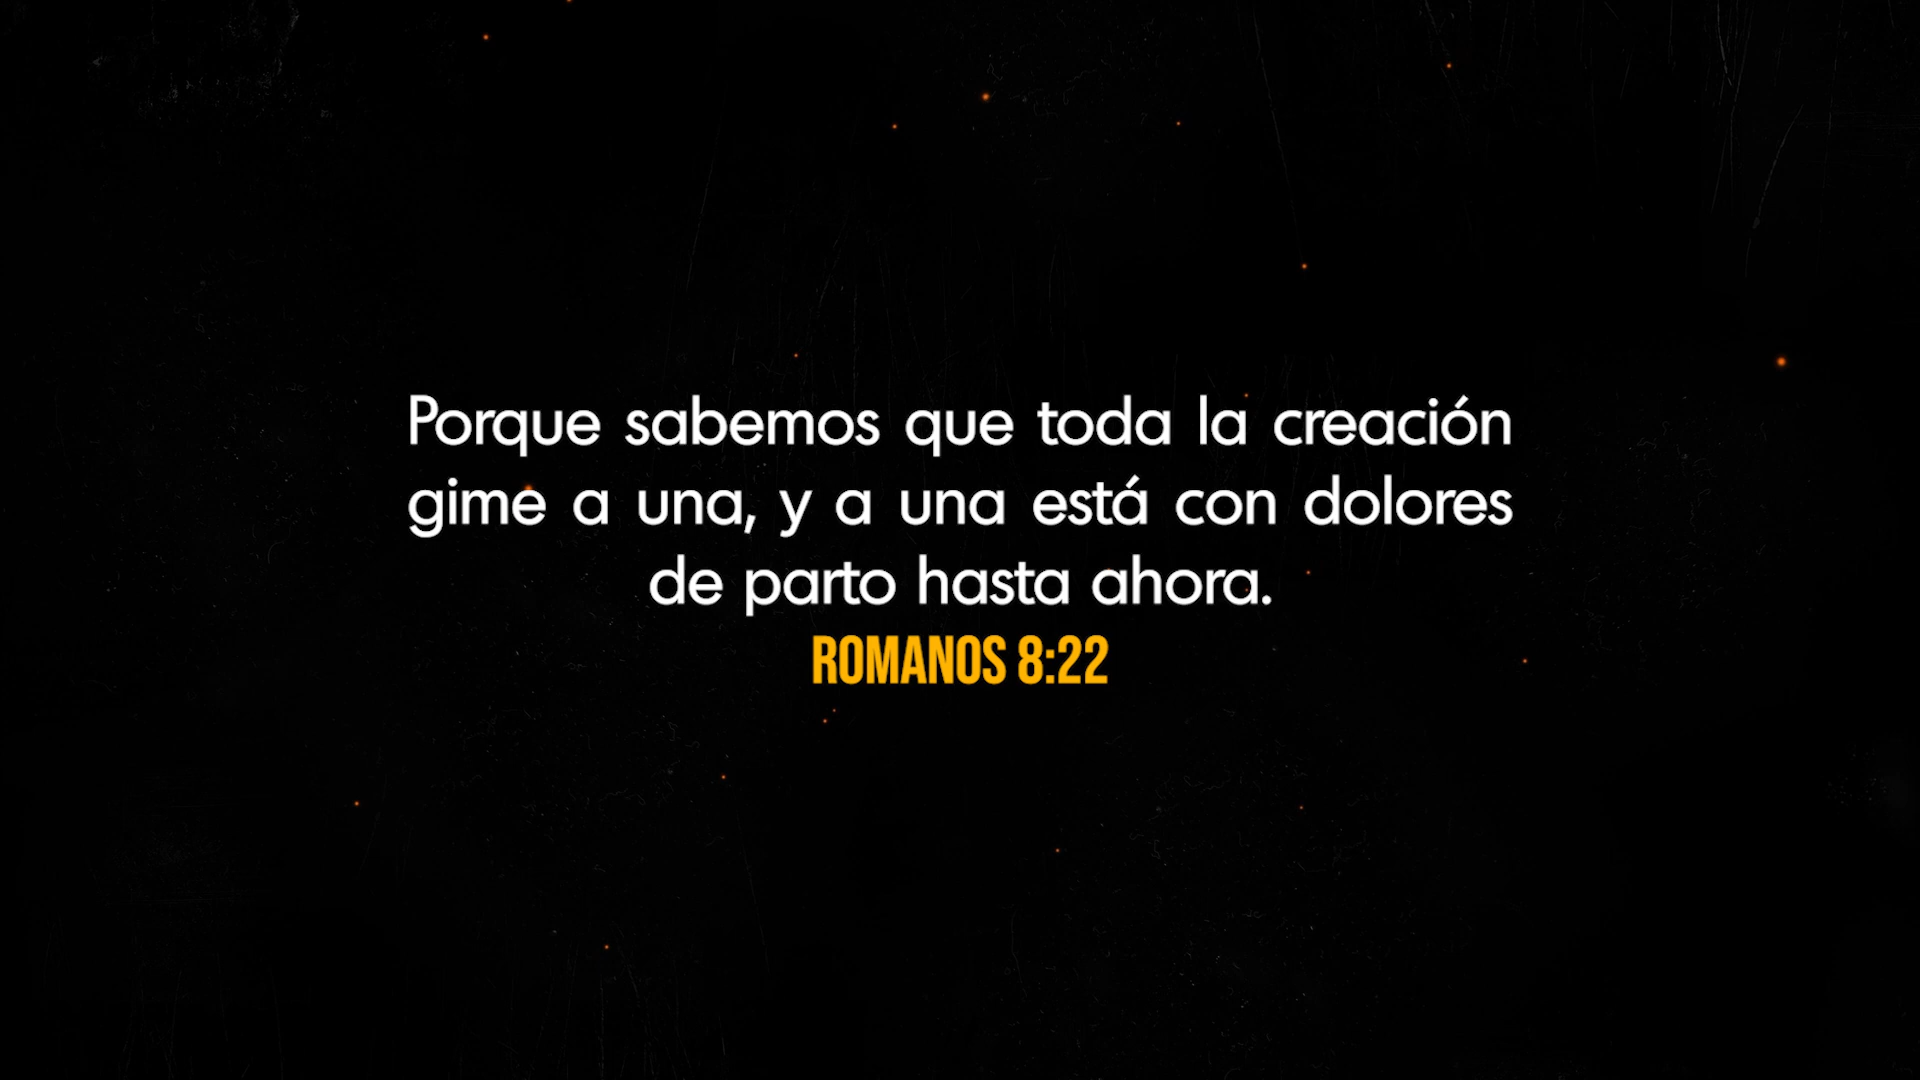 Porque sabemos que toda la creación
gime a una, y a una está con dolores
de parto hasta ahora.
ROMANOS 8:22